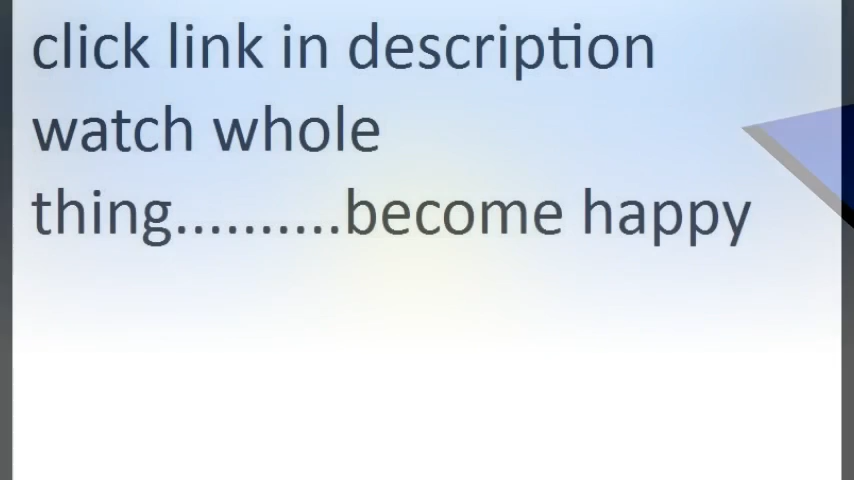 click link in description
watch whole
thing..........become happy